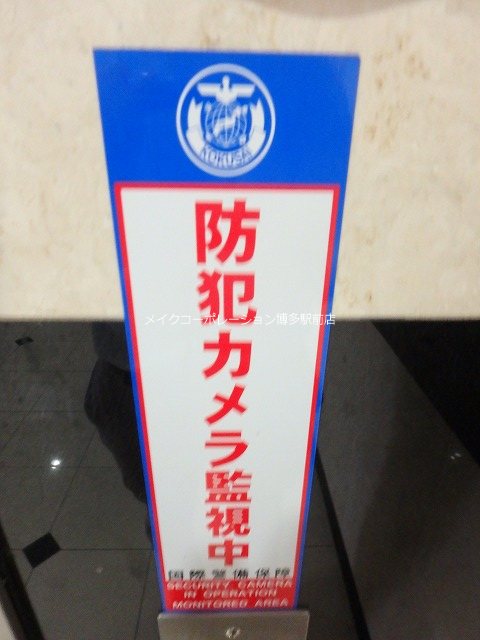 KOKUSAI
防犯カメラ監視中
メイクコーポレーション博多駅前店
国際警備保障
SECURITY CAMERA
IN OPERATION
MONITORED AREA